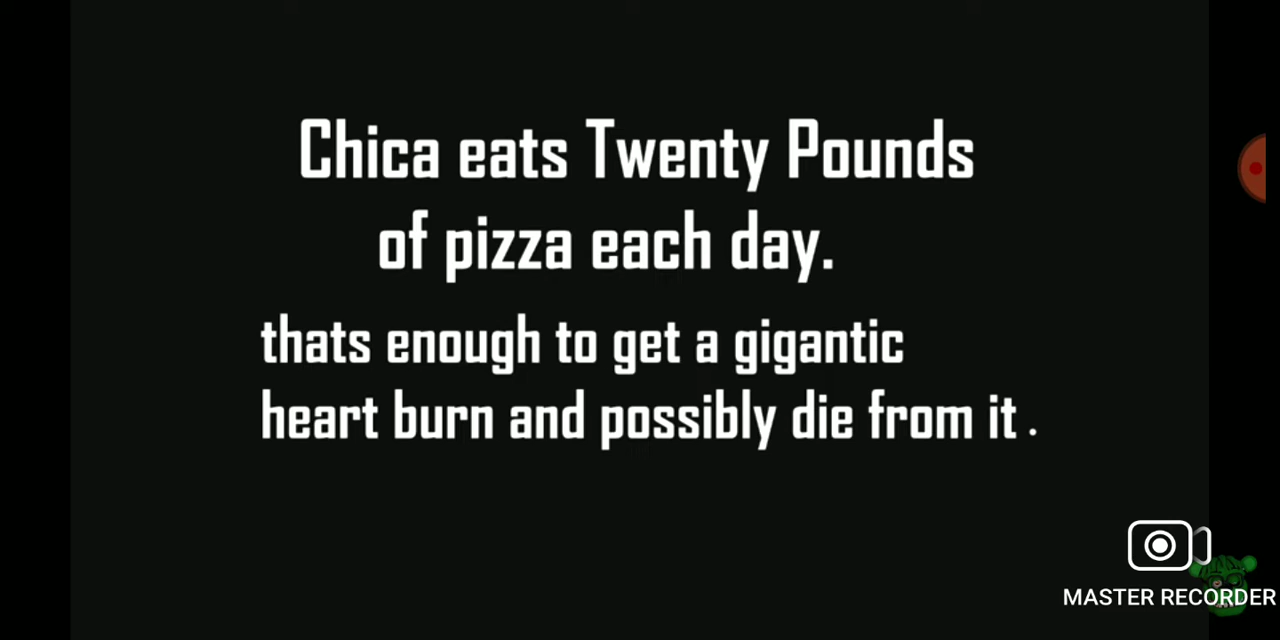 Chica eats Twenty Pounds
of pizza each day.
thats enough to get a gigantic
heart burn and possibly die from it .
MASTER RECORDER